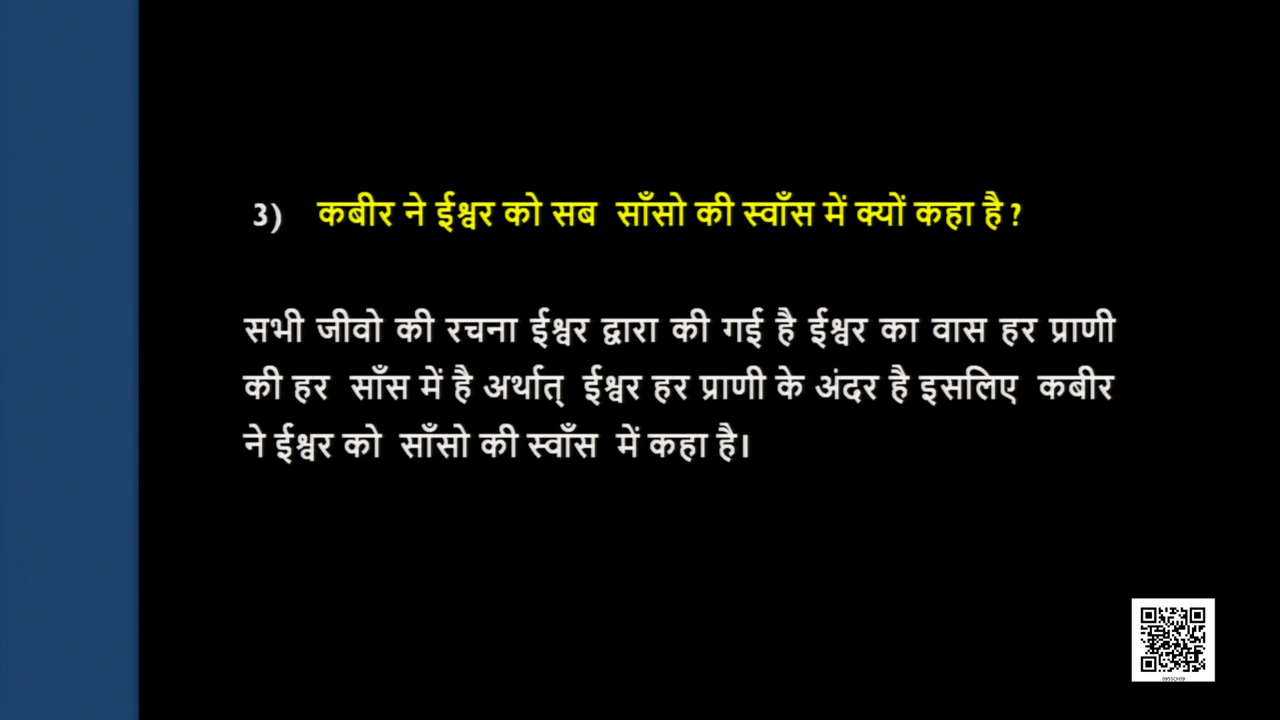 3) कबीर ने ईश्वर को सब साँसो की स्वाँस में क्यों कहा है ?
सभी जीवो की रचना ईश्वर द्वारा की गई है ईश्वर का वास हर प्राणी
की हर साँस में है अर्थात् ईश्वर हर प्राणी के अंदर है इसलिए कबीर
ने ईश्वर को साँसो की स्वाँस में कहा है।